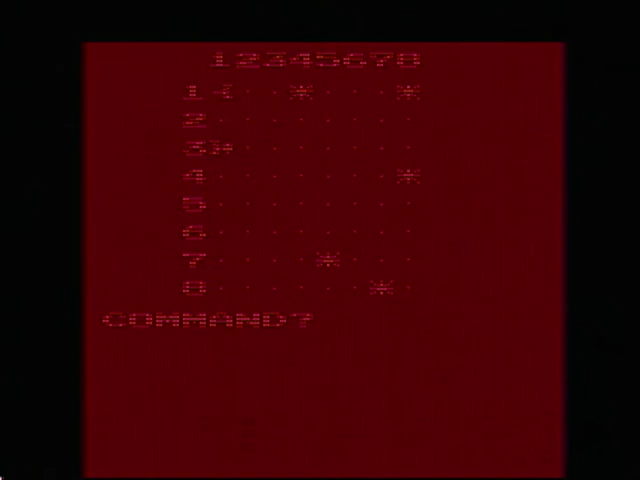 12345678
1 . . * . . . *
2 . . . . . . . .
3 . . . . . . .
4 . . . . . . . *
5 . . . . . . . .
6 . . . . . . . .
7 . . . . * . . .
8 . . . . . . * .
COMMAND?